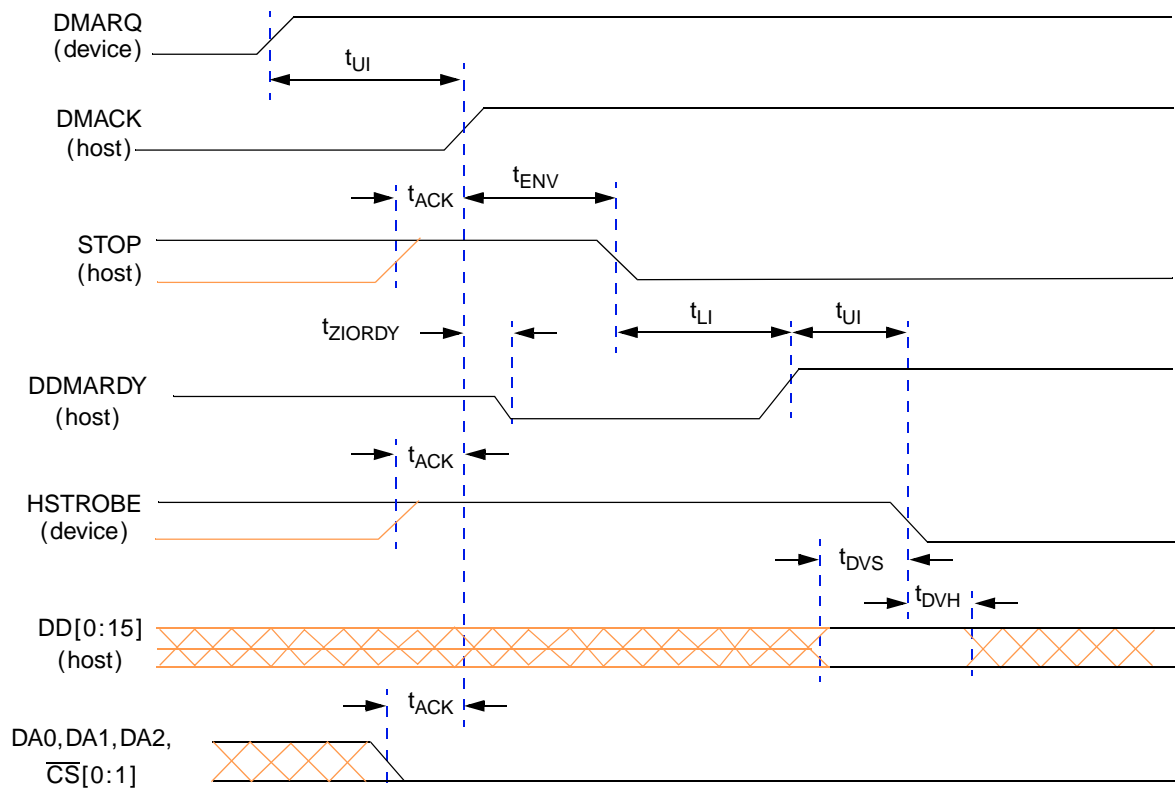 DMARQ
(device)
tUI
DMACK
(host)
tACK
tENV
STOP
(host)
tZIORDY
tLI
tUI
DDMARDY
(host)
tACK
HSTROBE
(device)
tDVS
tDVH
DD[0:15]
(host)
tACK
DA0,DA1,DA2,
C̅S̅[0:1]